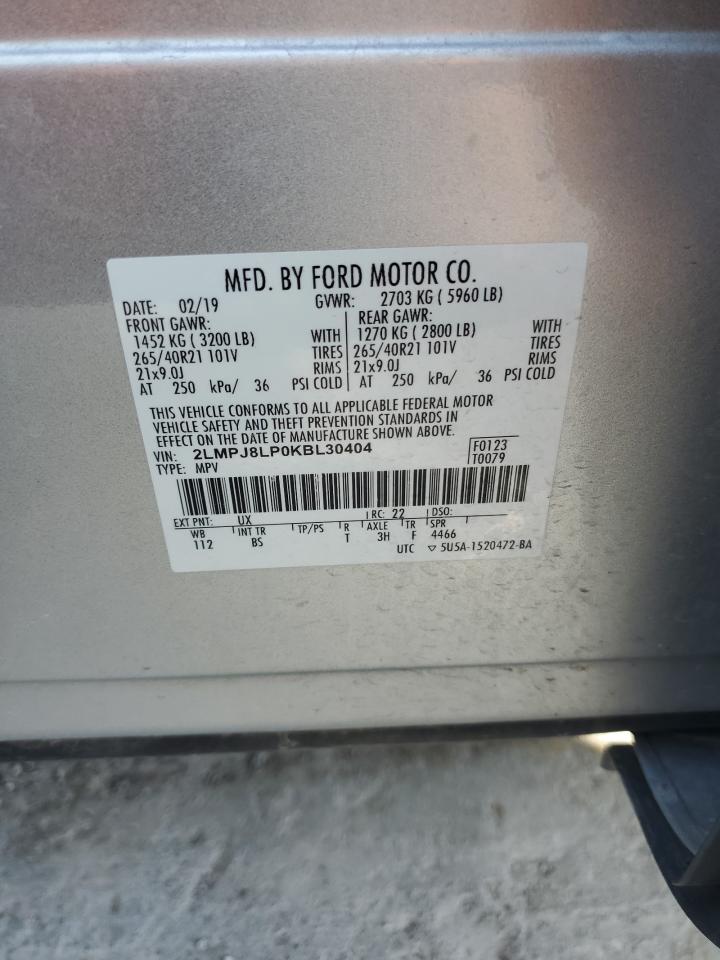 MFD. BY FORD MOTOR CO.
DATE: 02/19 GVWR: 2703 KG ( 5960 LB)
FRONT GAWR: REAR GAWR:
1452 KG ( 3200 LB) WITH 1270 KG ( 2800 LB) WITH
265/40R21 101V TIRES 265/40R21 101V TIRES
21x9.0J RIMS 21x9.0J RIMS
AT 250 kPa/ 36 PSI COLD AT 250 kPa/ 36 PSI COLD
THIS VEHICLE CONFORMS TO ALL APPLICABLE FEDERAL MOTOR
VEHICLE SAFETY AND THEFT PREVENTION STANDARDS IN
EFFECT ON THE DATE OF MANUFACTURE SHOWN ABOVE.
VIN: 2LMPJ8LP0KBL30404 F0123
TYPE: MPV T0079
EXT PNT: UX RC: 22 DSO:
WB INT TR TP/PS R AXLE TR SPR
112 BS T 3H F 4466
UTC ▽ 5U5A-1520472-BA